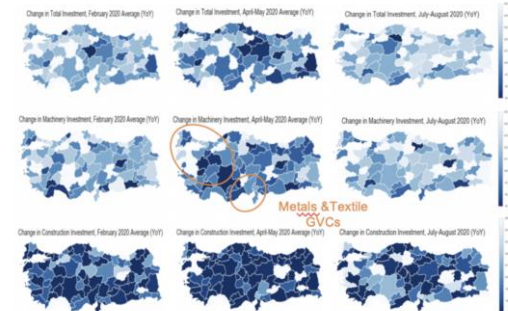 Change in Total Investment, February 2020 Average (YoY)
Change in Total Investment, April-May 2020 Average (YoY)
Change in Total Investment, July-August 2020 (YoY)
Change in Machinery Investment, February 2020 Average (YoY)
Change in Machinery Investment, April-May 2020 Average (YoY)
Change in Machinery Investment, July-August 2020 (YoY)
Metals & Textile
GVCs
Change in Construction Investment, February 2020 Average (YoY)
Change in Construction Investment, April-May 2020 Average (YoY)
Change in Construction Investment, July-August 2020 (YoY)